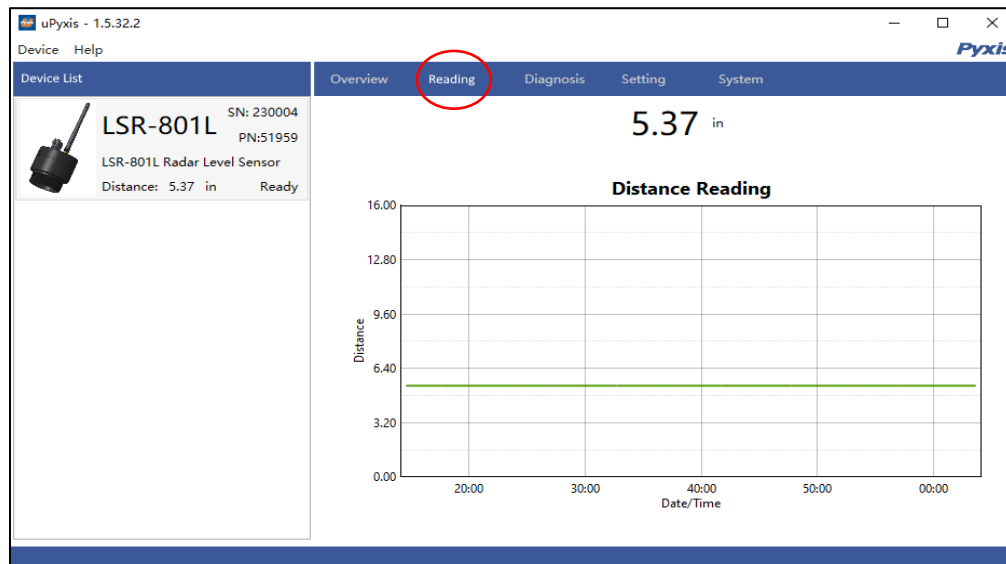 uPyxis - 1.5.32.2
Device Help
Pyxis
Device List
Overview Reading Diagnosis Setting System
LSR-801L
SN: 230004
PN:51959
LSR-801L Radar Level Sensor
Distance: 5.37 in Ready
5.37 in
Distance Reading
16.00
12.80
9.60
6.40
3.20
0.00
Distance
20:00 30:00 40:00 50:00 00:00
Date/Time